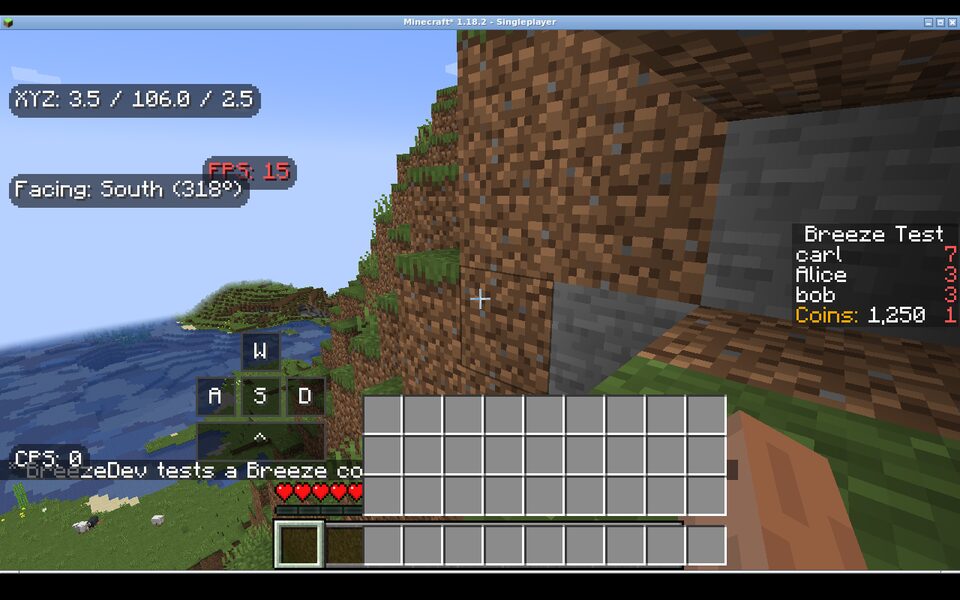 Minecraft* 1.18.2 - Singleplayer
XYZ: 3.5 / 106.0 / 2.5
FPS: 15
Facing: South (318º)
Breeze Test
carl 7
Alice 3
bob 3
Coins: 1,250 1
W
A S D
^
CPS: 0
BreezeDev tests a Breeze co